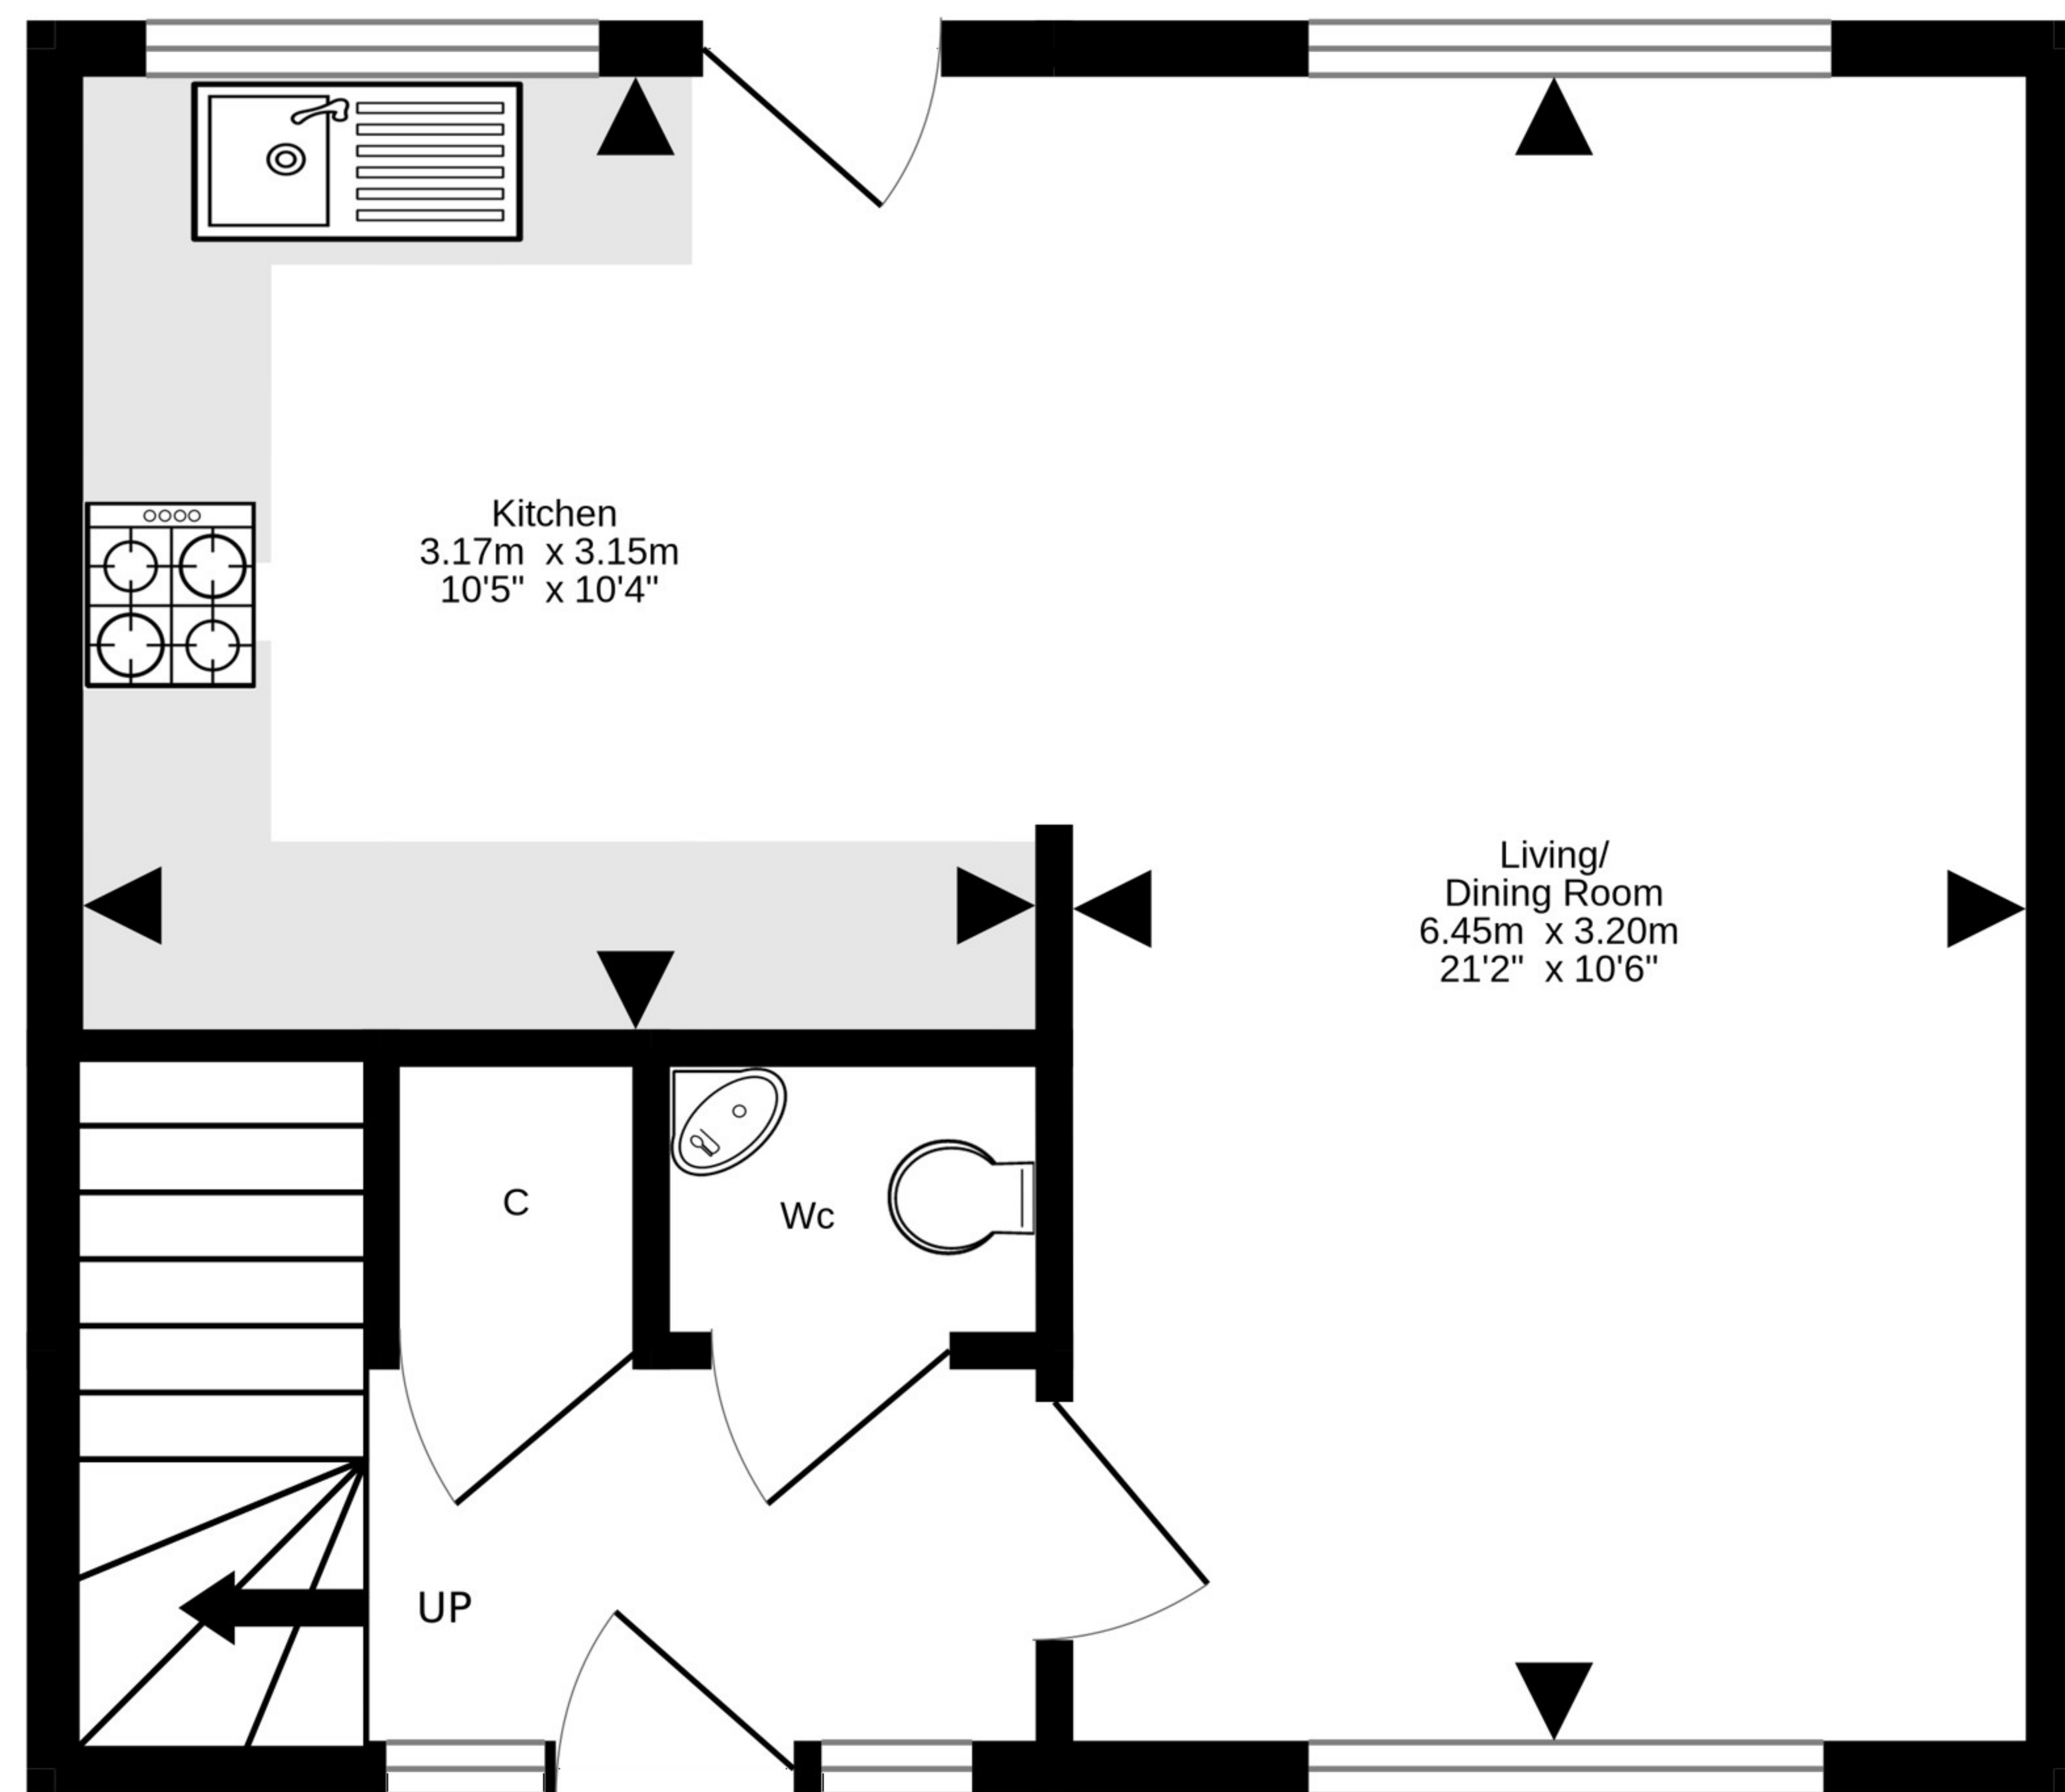 Kitchen
3.17m x 3.15m
10'5" x 10'4"
Living/
Dining Room
6.45m x 3.20m
21'2" x 10'6"
C
Wc
UP